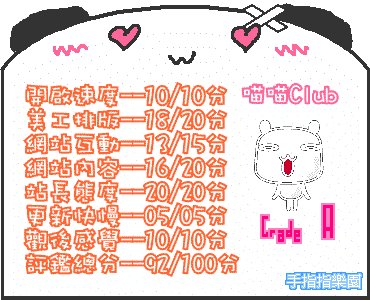 開啟速度--10/10分
美工排版--18/20分
網站互動--13/15分
網站內容--16/20分
站長態度--20/20分
更新快慢--05/05分
觀後感覺--10/10分
評鑑總分--92/100分
喵喵Club
Grade A
手指指樂園